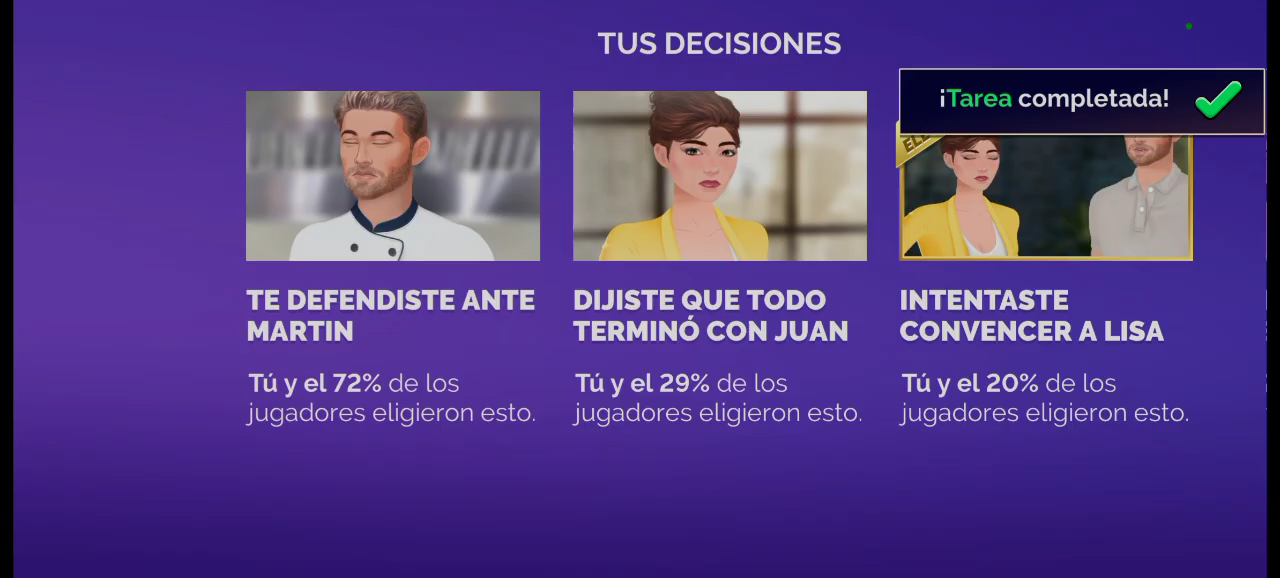 TUS DECISIONES
¡Tarea completada!
TE DEFENDISTE ANTE
MARTIN
Tú y el 72% de los
jugadores eligieron esto.
DIJISTE QUE TODO
TERMINÓ CON JUAN
Tú y el 29% de los
jugadores eligieron esto.
INTENTASTE
CONVENCER A LISA
Tú y el 20% de los
jugadores eligieron esto.